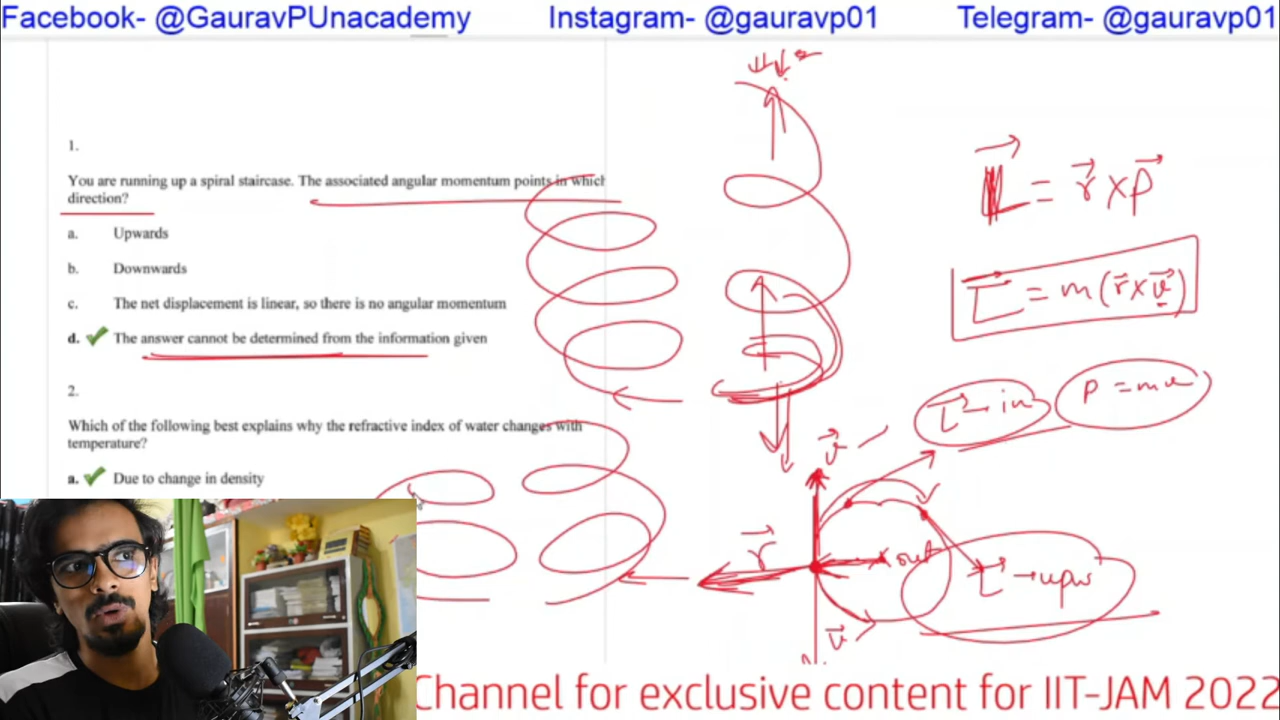 Facebook- @GauravPUnacademy Instagram- @gauravp01 Telegram- @gauravp01
1.
You are running up a spiral staircase. The associated angular momentum points in which
direction?
a. Upwards
b. Downwards
c. The net displacement is linear, so there is no angular momentum
d. The answer cannot be determined from the information given
2.
Which of the following best explains why the refractive index of water changes with
temperature?
a. Due to change in density
L = r × p
L = m(r × v)
L → in
p = mv
v
r
out
L → upw
v
Channel for exclusive content for IIT-JAM 2022